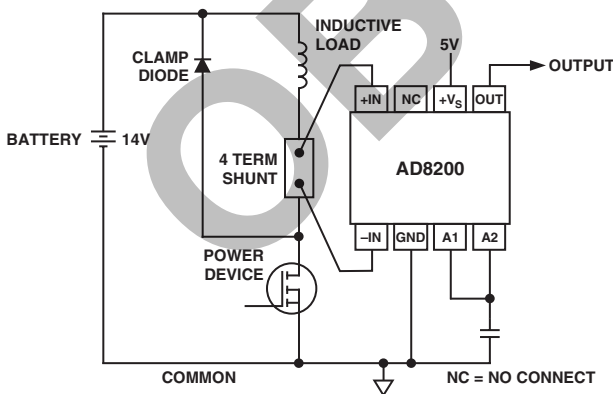 INDUCTIVE
LOAD
CLAMP
DIODE
5V
OUTPUT
+IN NC +VS OUT
BATTERY 14V
4 TERM
SHUNT
AD8200
–IN GND A1 A2
POWER
DEVICE
COMMON
NC = NO CONNECT
OB